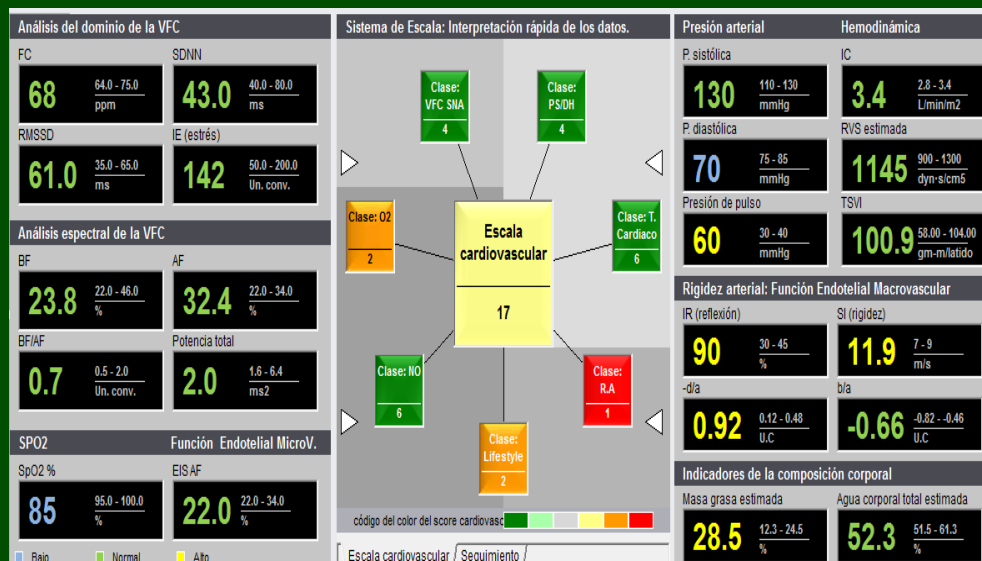 Análisis del dominio de la VFC
FC
68
64.0 - 75.0
ppm
SDNN
43.0
40.0 - 80.0
ms
RMSSD
61.0
35.0 - 65.0
ms
IE (estrés)
142
50.0 - 200.0
Un. conv.
Análisis espectral de la VFC
BF
23.8
22.0 - 46.0
%
AF
32.4
22.0 - 34.0
%
BF/AF
0.7
0.5 - 2.0
Un. conv.
Potencia total
2.0
1.6 - 6.4
ms2
SPO2
Función Endotelial MicroV.
SpO2 %
85
95.0 - 100.0
%
EIS AF
22.0
22.0 - 34.0
%
Bajo
Normal
Alto
Sistema de Escala: Interpretación rápida de los datos.
Clase:
VFC SNA
4
Clase:
PS/DH
4
Clase: O2
2
Escala
cardiovascular
17
Clase: T.
Cardiaco
6
Clase: NO
6
Clase:
R.A
1
Clase:
Lifestyle
2
código del color del score cardiovasc
Escala cardiovascular / Seguimiento /
Presión arterial
Hemodinámica
P. sistólica
130
110 - 130
mmHg
IC
3.4
2.8 - 3.4
L/min/m2
P. diastólica
70
75 - 85
mmHg
RVS estimada
1145
900 - 1300
dyn·s/cm5
Presión de pulso
60
30 - 40
mmHg
TSVI
100.9
58.00 - 104.00
gm-m/latido
Rigidez arterial: Función Endotelial Macrovascular
IR (reflexión)
90
30 - 45
%
SI (rigidez)
11.9
7 - 9
m/s
-d/a
0.92
0.12 - 0.48
U.C
b/a
-0.66
-0.82 - -0.46
U.C
Indicadores de la composición corporal
Masa grasa estimada
28.5
12.3 - 24.5
%
Agua corporal total estimada
52.3
51.5 - 61.3
%